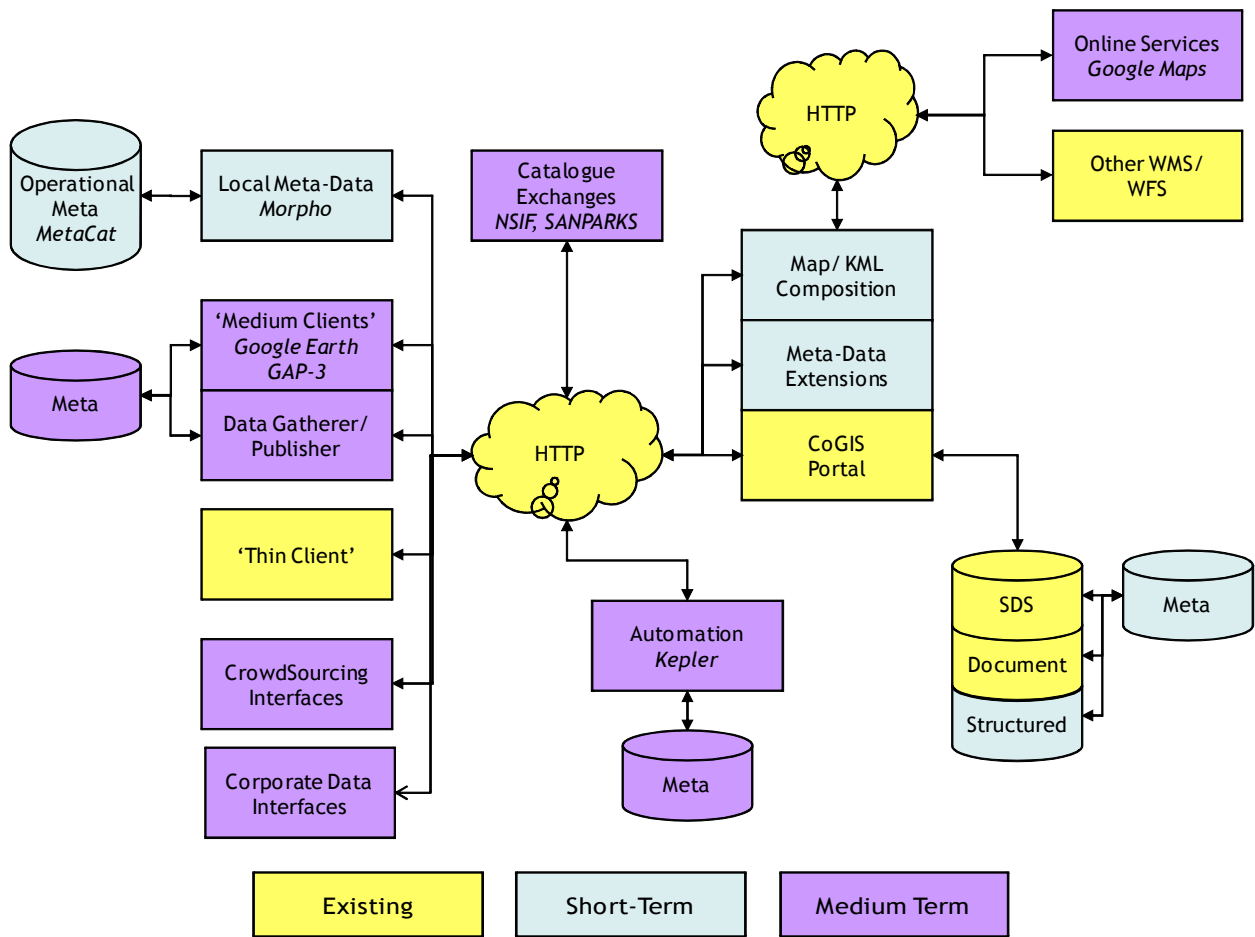 Online Services
Google Maps
HTTP
Other WMS/
WFS
Operational
Meta
MetaCat
Local Meta-Data
Morpho
Catalogue
Exchanges
NSIF, SANPARKS
Map/ KML
Composition
'Medium Clients'
Google Earth
GAP-3
Meta-Data
Extensions
Meta
Data Gatherer/
Publisher
HTTP
CoGIS
Portal
'Thin Client'
SDS
Meta
Automation
Kepler
Document
CrowdSourcing
Interfaces
Structured
Corporate Data
Interfaces
Meta
Existing
Short-Term
Medium Term